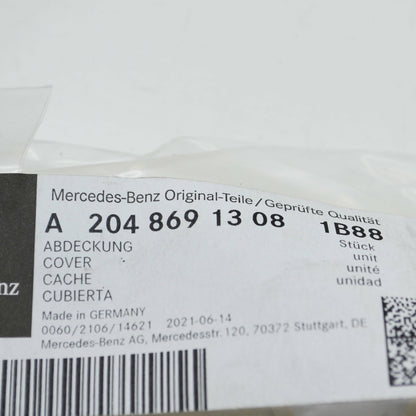 Mercedes-Benz Original-Teile/Geprüfte Qualität
A 204 869 13 08 1B88
ABDECKUNG Stück
COVER unit
CACHE unité
CUBIERTA unidad
nz
Made in GERMANY
0060/2106/14621 2021-06-14
Mercedes-Benz AG, Mercedesstr.120, 70372 Stuttgart, DE